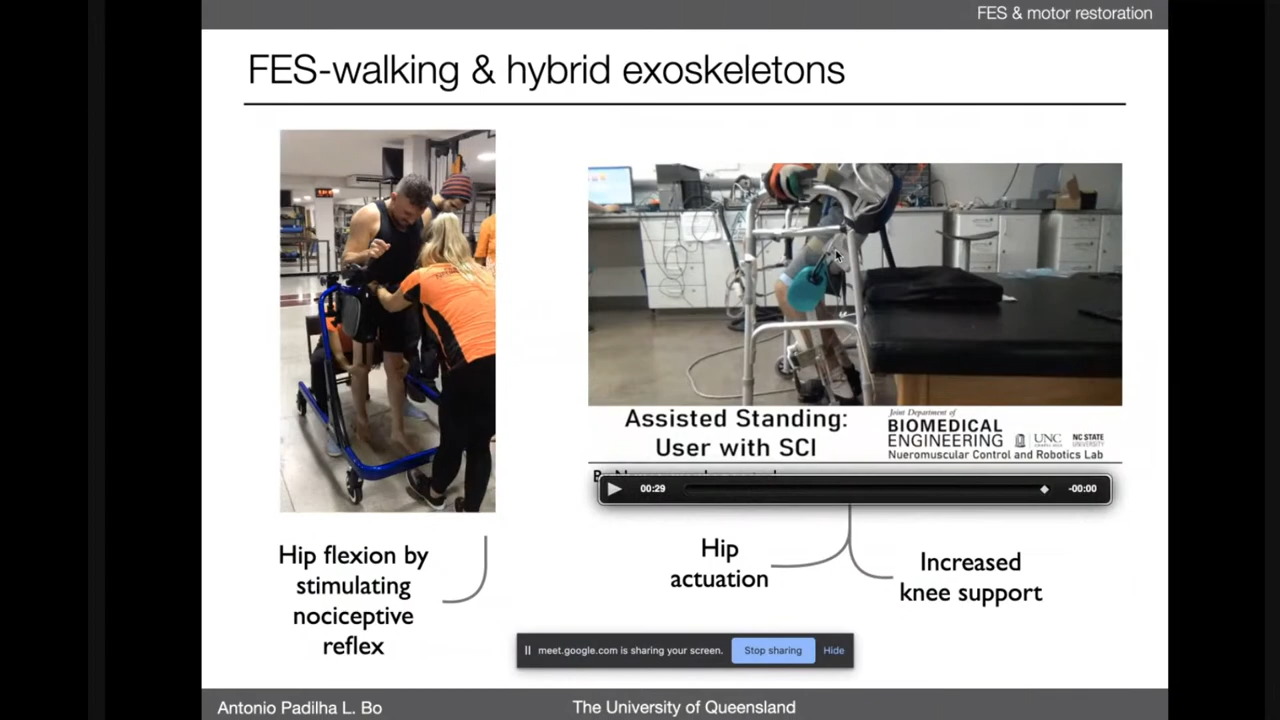 FES & motor restoration
FES-walking & hybrid exoskeletons
Assisted Standing:
User with SCI
Joint Department of
BIOMEDICAL
ENGINEERING
UNC
NC STATE
UNIVERSITY
Nueromuscular Control and Robotics Lab
00:29
-00:00
Hip flexion by
stimulating
nociceptive
reflex
Hip
actuation
Increased
knee support
meet.google.com is sharing your screen.
Stop sharing
Hide
Antonio Padilha L. Bo
The University of Queensland